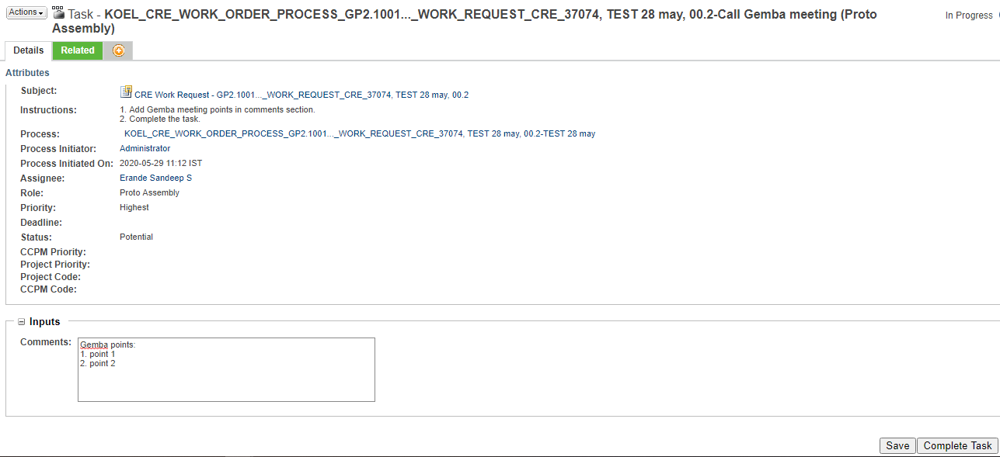 Actions
Task - KOEL_CRE_WORK_ORDER_PROCESS_GP2.1001..._WORK_REQUEST_CRE_37074, TEST 28 may, 00.2-Call Gemba meeting (Proto
Assembly)
In Progress
Details
Related
Attributes
Subject: CRE Work Request - GP2.1001..._WORK_REQUEST_CRE_37074, TEST 28 may, 00.2
Instructions: 1. Add Gemba meeting points in comments section.
2. Complete the task.
Process: KOEL_CRE_WORK_ORDER_PROCESS_GP2.1001..._WORK_REQUEST_CRE_37074, TEST 28 may, 00.2-TEST 28 may
Process Initiator: Administrator
Process Initiated On: 2020-05-29 11:12 IST
Assignee: Erande Sandeep S
Role: Proto Assembly
Priority: Highest
Deadline:
Status: Potential
CCPM Priority:
Project Priority:
Project Code:
CCPM Code:
Inputs
Comments: Gemba points:
1. point 1
2. point 2
Save
Complete Task